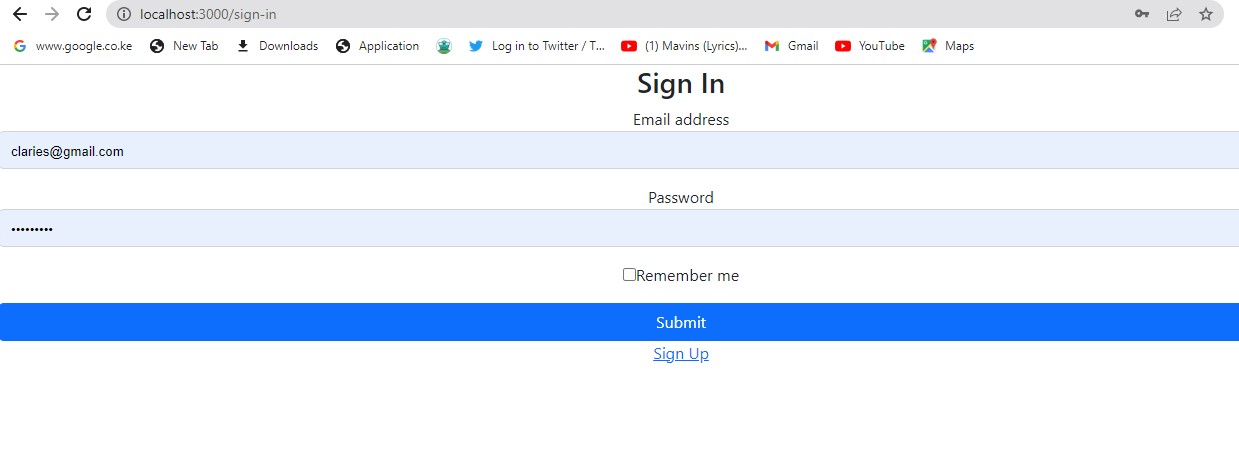 localhost:3000/sign-in
www.google.co.ke New Tab Downloads Application Log in to Twitter / T... (1) Mavins (Lyrics)... Gmail YouTube Maps
Sign In
Email address
claries@gmail.com
Password
•••••••••
Remember me
Submit
Sign Up